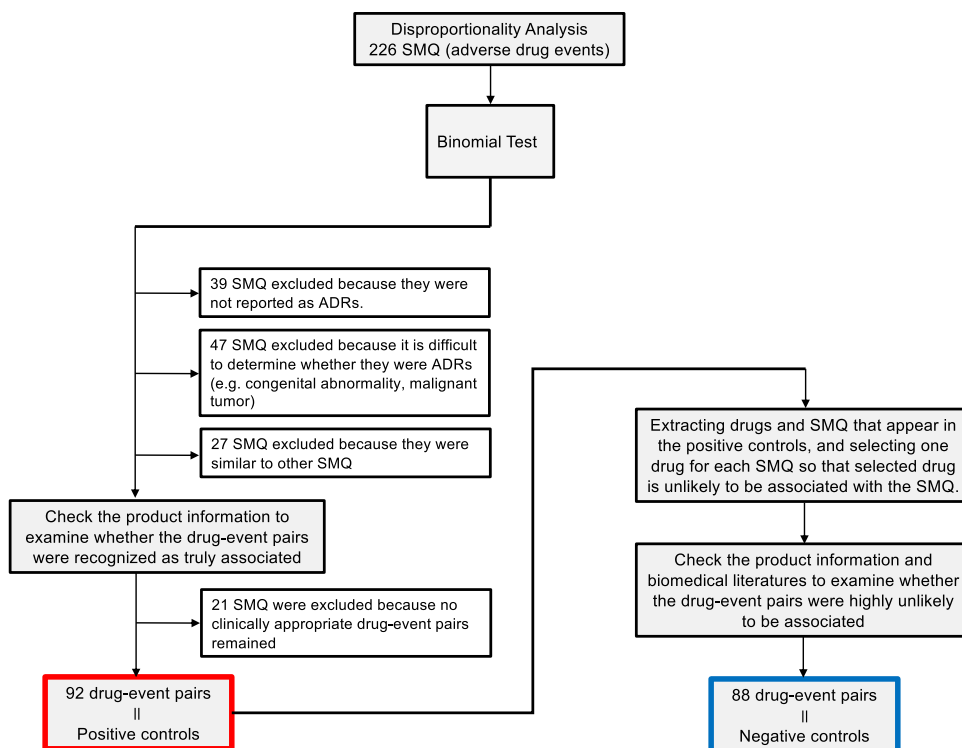 Disproportionality Analysis
226 SMQ (adverse drug events)
Binomial Test
39 SMQ excluded because they were
not reported as ADRs.
47 SMQ excluded because it is difficult
to determine whether they were ADRs
(e.g. congenital abnormality, malignant
tumor)
27 SMQ excluded because they were
similar to other SMQ
Check the product information to
examine whether the drug-event pairs
were recognized as truly associated
21 SMQ were excluded because no
clinically appropriate drug-event pairs
remained
92 drug-event pairs
=
Positive controls
Extracting drugs and SMQ that appear in
the positive controls, and selecting one
drug for each SMQ so that selected drug
is unlikely to be associated with the SMQ.
Check the product information and
biomedical literatures to examine whether
the drug-event pairs were highly unlikely
to be associated
88 drug-event pairs
=
Negative controls